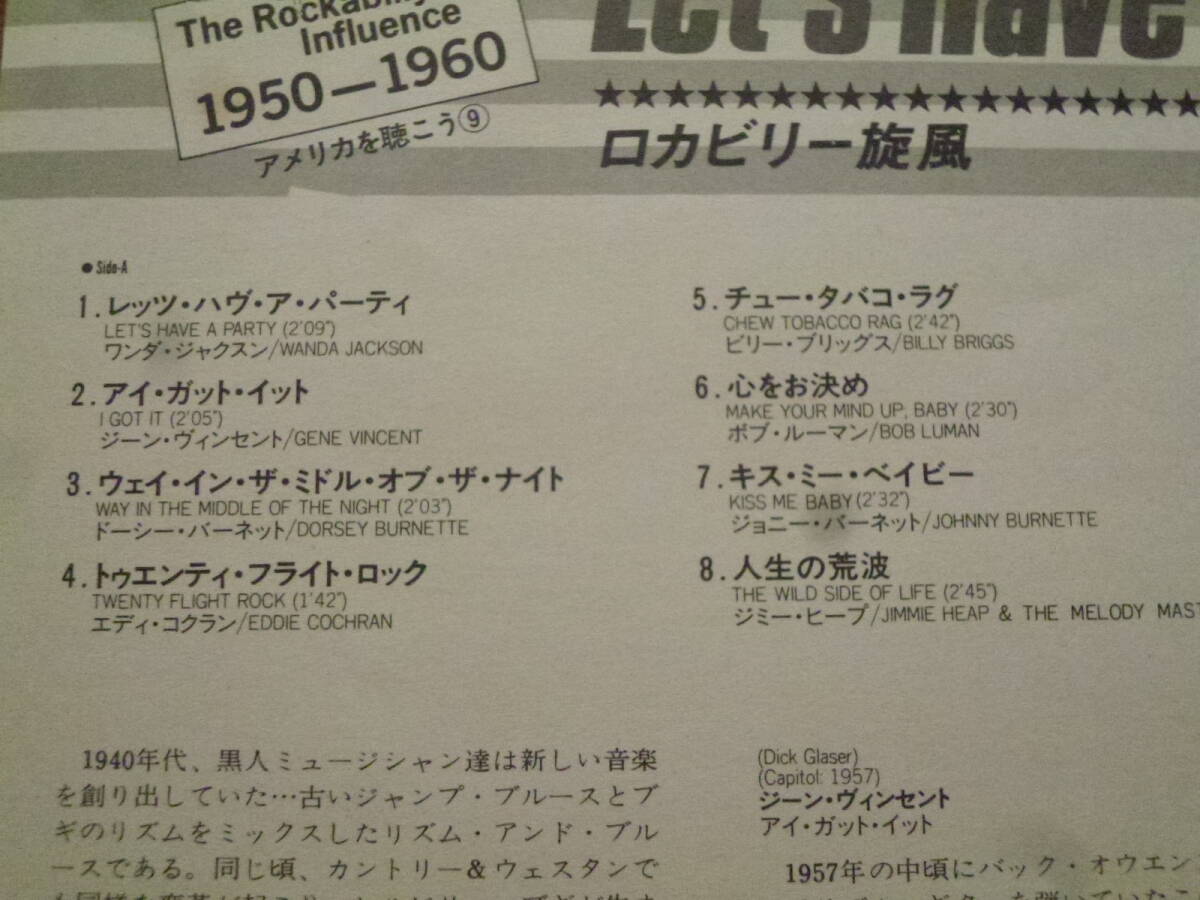 The Rockabilly
Influence
1950—1960
アメリカを聴こう⑨
Let's Have
★★★★★★★★★★★★★★★★★★
ロカビリー旋風
●Side-A
1.レッツ・ハヴ・ア・パーティ
LET'S HAVE A PARTY (2'09")
ワンダ・ジャクスン/WANDA JACKSON
2.アイ・ガット・イット
I GOT IT (2'05")
ジーン・ヴィンセント/GENE VINCENT
3.ウェイ・イン・ザ・ミドル・オブ・ザ・ナイト
WAY IN THE MIDDLE OF THE NIGHT (2'03")
ドーシー・バーネット/DORSEY BURNETTE
4.トゥエンティ・フライト・ロック
TWENTY FLIGHT ROCK (1'42")
エディ・コクラン/EDDIE COCHRAN
5.チュー・タバコ・ラグ
CHEW TOBACCO RAG (2'42")
ビリー・ブリッグス/BILLY BRIGGS
6.心をお決め
MAKE YOUR MIND UP, BABY (2'30")
ボブ・ルーマン/BOB LUMAN
7.キス・ミー・ベイビー
KISS ME BABY (2'32")
ジョニー・バーネット/JOHNNY BURNETTE
8.人生の荒波
THE WILD SIDE OF LIFE (2'45")
ジミー・ヒープ/JIMMIE HEAP & THE MELODY MAST
1940年代、黒人ミュージシャン達は新しい音楽
を創り出していた…古いジャンプ・ブルースとブ
ギのリズムをミックスしたリズム・アンド・ブル
ースである。同じ頃、カントリー&ウェスタンで
(Dick Glaser)
(Capitol: 1957)
ジーン・ヴィンセント
アイ・ガット・イット
1957年の中頃にバック・オウエン